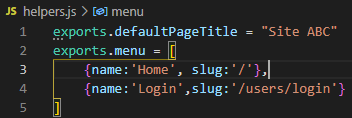 JS helpers.js > menu
1 exports.defaultPageTitle = "Site ABC"
2 exports.menu = [
3 {name:'Home', slug:'/'},
4 {name:'Login',slug:'/users/login'}
5 ]